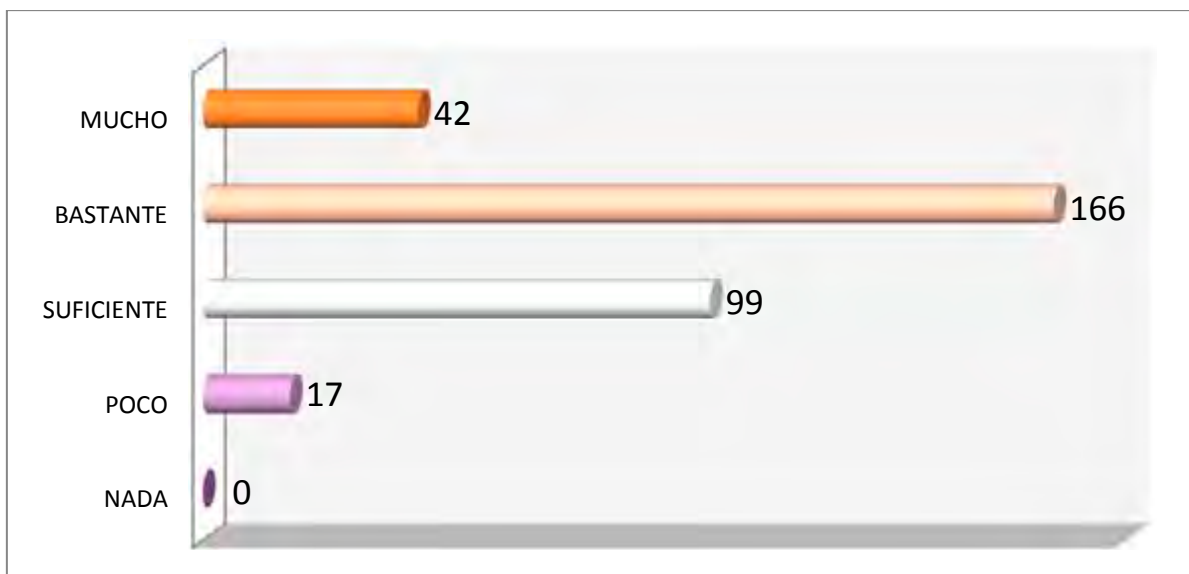 MUCHO 42
BASTANTE 166
SUFICIENTE 99
POCO 17
NADA 0